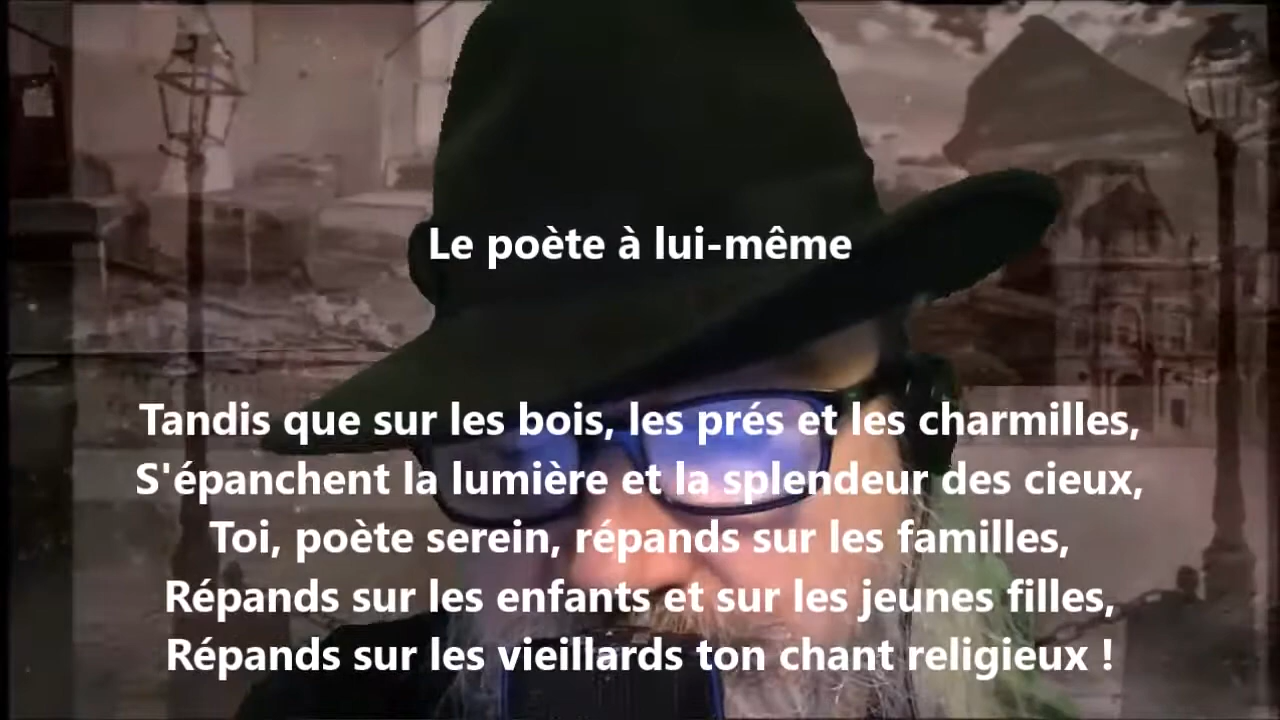 Le poète à lui-même
Tandis que sur les bois, les prés et les charmilles,
S'épanchent la lumière et la splendeur des cieux,
Toi, poète serein, répands sur les familles,
Répands sur les enfants et sur les jeunes filles,
Répands sur les vieillards ton chant religieux !